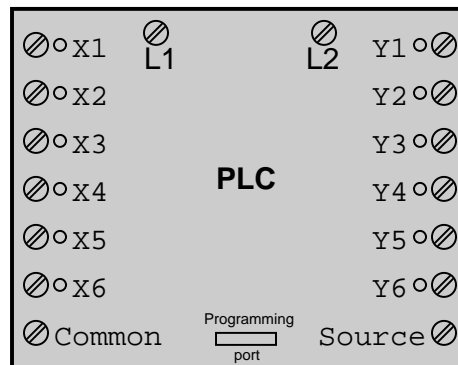 X1 L1 L2 Y1
X2 Y2
X3 Y3
X4 PLC Y4
X5 Y5
X6 Y6
Common Programming port Source